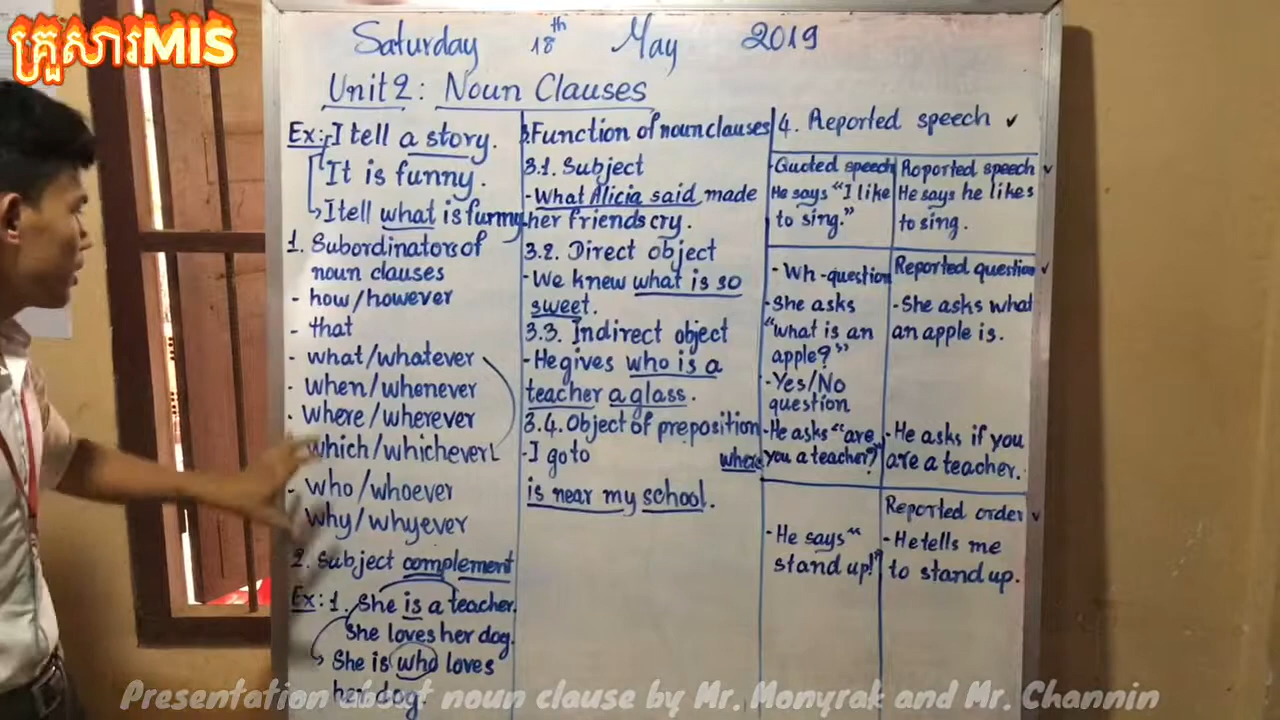 គ្រួសារMIS
Saturday 18th May 2019
Unit 2: Noun Clauses
Ex: I tell a story.
It is funny.
I tell what is funny.
1. Subordinators of
noun clauses
- how/however
- that
- what/whatever
- when/whenever
- where/wherever
- which/whichever
- who/whoever
- why/whyever
2. Subject complement
Ex: 1. She is a teacher.
She loves her dog.
She is who loves
her dog.
3. Function of noun clauses
3.1. Subject
- What Alicia said made
her friends cry.
3.2. Direct object
- We knew what is so
sweet.
3.3. Indirect object
- He gives who is a
teacher a glass.
3.4. Object of preposition
- I go to where
is near my school.
4. Reported speech ✓
- Quoted speech
He says "I like
to sing."
Reported speech ✓
He says he likes
to sing.
- Wh-question
- She asks
"what is an
apple?"
- Yes/No
question
- He asks "are
you a teacher?"
Reported question ✓
- She asks what
an apple is.
- He asks if you
are a teacher.
- He says "
stand up!"
Reported order ✓
- He tells me
to stand up.
Presentation about noun clause by Mr. Monyrak and Mr. Channin